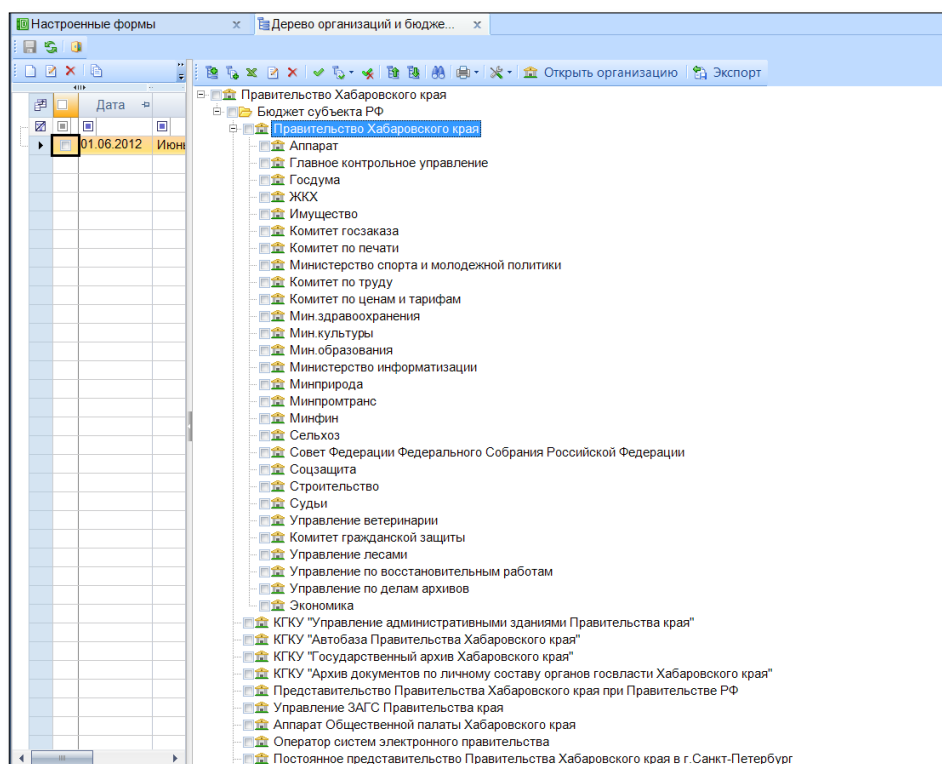 Настроенные формы x Дерево организаций и бюдже... x
Открыть организацию Экспорт
Дата
01.06.2012 Июнь
Правительство Хабаровского края
Бюджет субъекта РФ
Правительство Хабаровского края
Аппарат
Главное контрольное управление
Госдума
ЖКХ
Имущество
Комитет госзаказа
Комитет по печати
Министерство спорта и молодежной политики
Комитет по труду
Комитет по ценам и тарифам
Мин.здравоохранения
Мин.культуры
Мин.образования
Министерство информатизации
Минприрода
Минпромтранс
Минфин
Сельхоз
Совет Федерации Федерального Собрания Российской Федерации
Соцзащита
Строительство
Судьи
Управление ветеринарии
Комитет гражданской защиты
Управление лесами
Управление по восстановительным работам
Управление по делам архивов
Экономика
КГКУ "Управление административными зданиями Правительства края"
КГКУ "Автобаза Правительства Хабаровского края"
КГКУ "Государственный архив Хабаровского края"
КГКУ "Архив документов по личному составу органов госвласти Хабаровского края"
Представительство Правительства Хабаровского края при Правительстве РФ
Управление ЗАГС Правительства края
Аппарат Общественной палаты Хабаровского края
Оператор систем электронного правительства
Постоянное представительство Правительства Хабаровского края в г.Санкт-Петербург